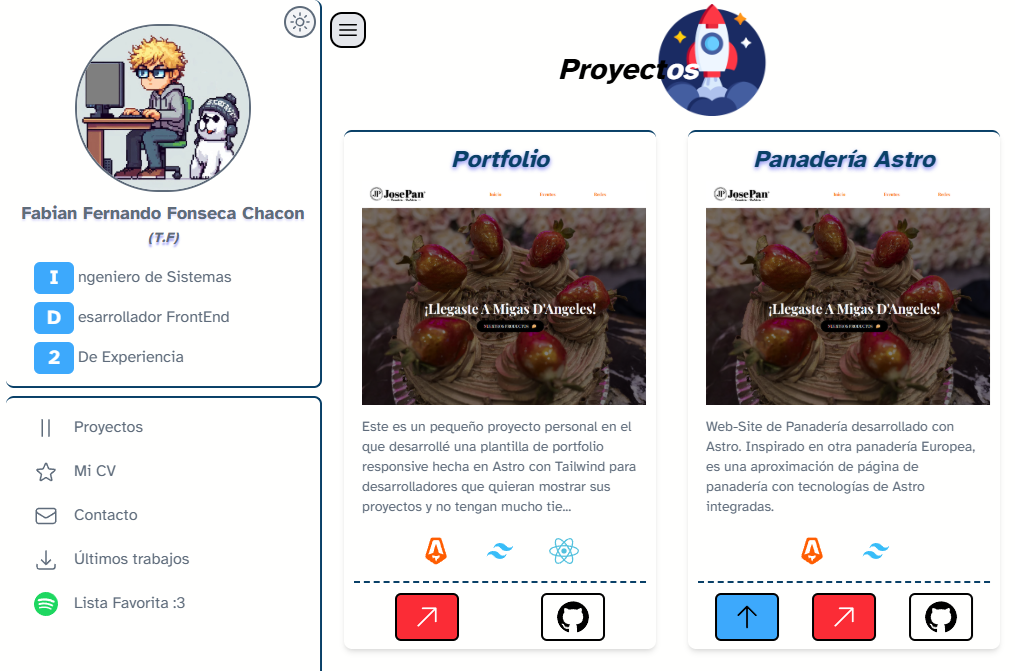 Fabian Fernando Fonseca Chacon
(T.F)
I ngeniero de Sistemas
D esarrollador FrontEnd
2 De Experiencia
Proyectos
Mi CV
Contacto
Últimos trabajos
Lista Favorita :3
Proyectos
Portfolio
JosePan
Inicio Eventos Redes
¡Llegaste A Migas D'Angeles!
Este es un pequeño proyecto personal en el
que desarrollé una plantilla de portfolio
responsive hecha en Astro con Tailwind para
desarrolladores que quieran mostrar sus
proyectos y no tengan mucho tie...
Panadería Astro
JosePan
Inicio Eventos Redes
¡Llegaste A Migas D'Angeles!
Web-Site de Panadería desarrollado con
Astro. Inspirado en otra panadería Europea,
es una aproximación de página de
panadería con tecnologías de Astro
integradas.